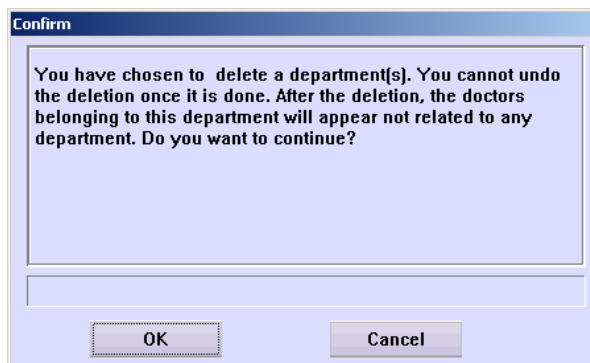 Confirm
You have chosen to  delete a department(s). You cannot undo
the deletion once it is done. After the deletion, the doctors
belonging to this department will appear not related to any
department. Do you want to continue?
OK
Cancel